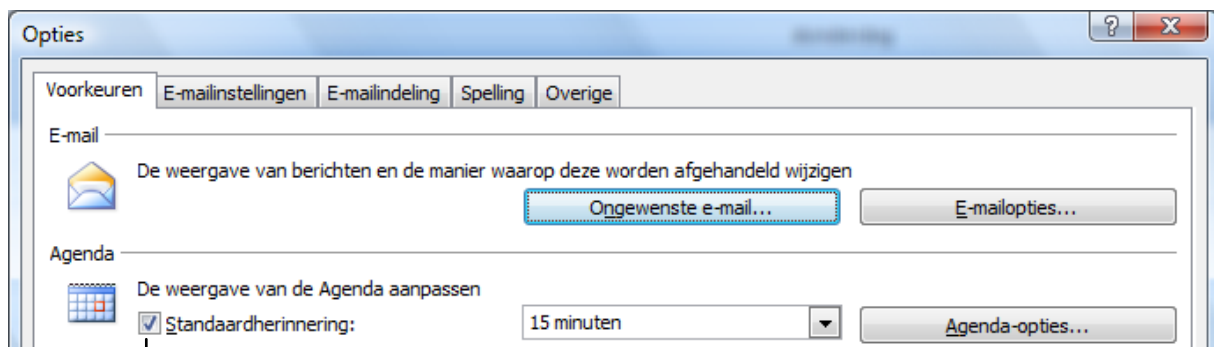 Opties
Voorkeuren E-mailinstellingen E-mailindeling Spelling Overige
E-mail
De weergave van berichten en de manier waarop deze worden afgehandeld wijzigen
Ongewenste e-mail... E-mailopties...
Agenda
De weergave van de Agenda aanpassen
Standaardherinnering: 15 minuten Agenda-opties...